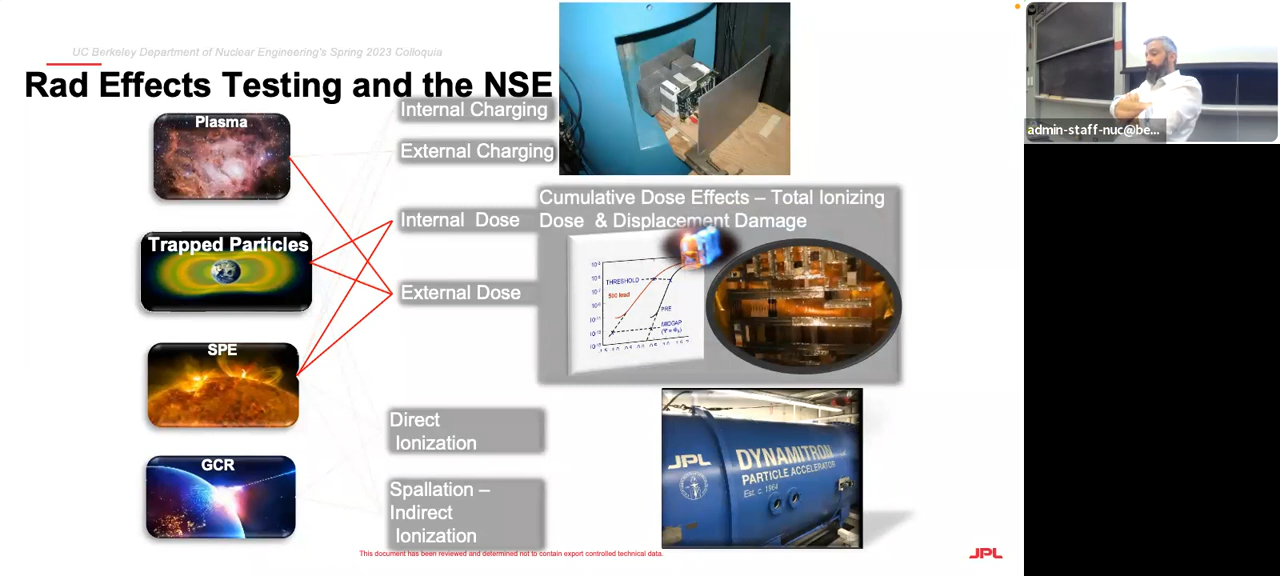 UC Berkeley Department of Nuclear Engineering's Spring 2023 Colloquia
Rad Effects Testing and the NSE
Plasma
Trapped Particles
SPE
GCR
Internal Charging
External Charging
Internal Dose
External Dose
Direct
Ionization
Spallation –
Indirect
Ionization
Cumulative Dose Effects – Total Ionizing
Dose & Displacement Damage
THRESHOLD
500 krad
PRE
MIDGAP
JPL
DYNAMITRON
PARTICLE ACCELERATOR
Est. c. 1964
This document has been reviewed and determined not to contain export controlled technical data.
JPL
admin-staff-nuc@be...